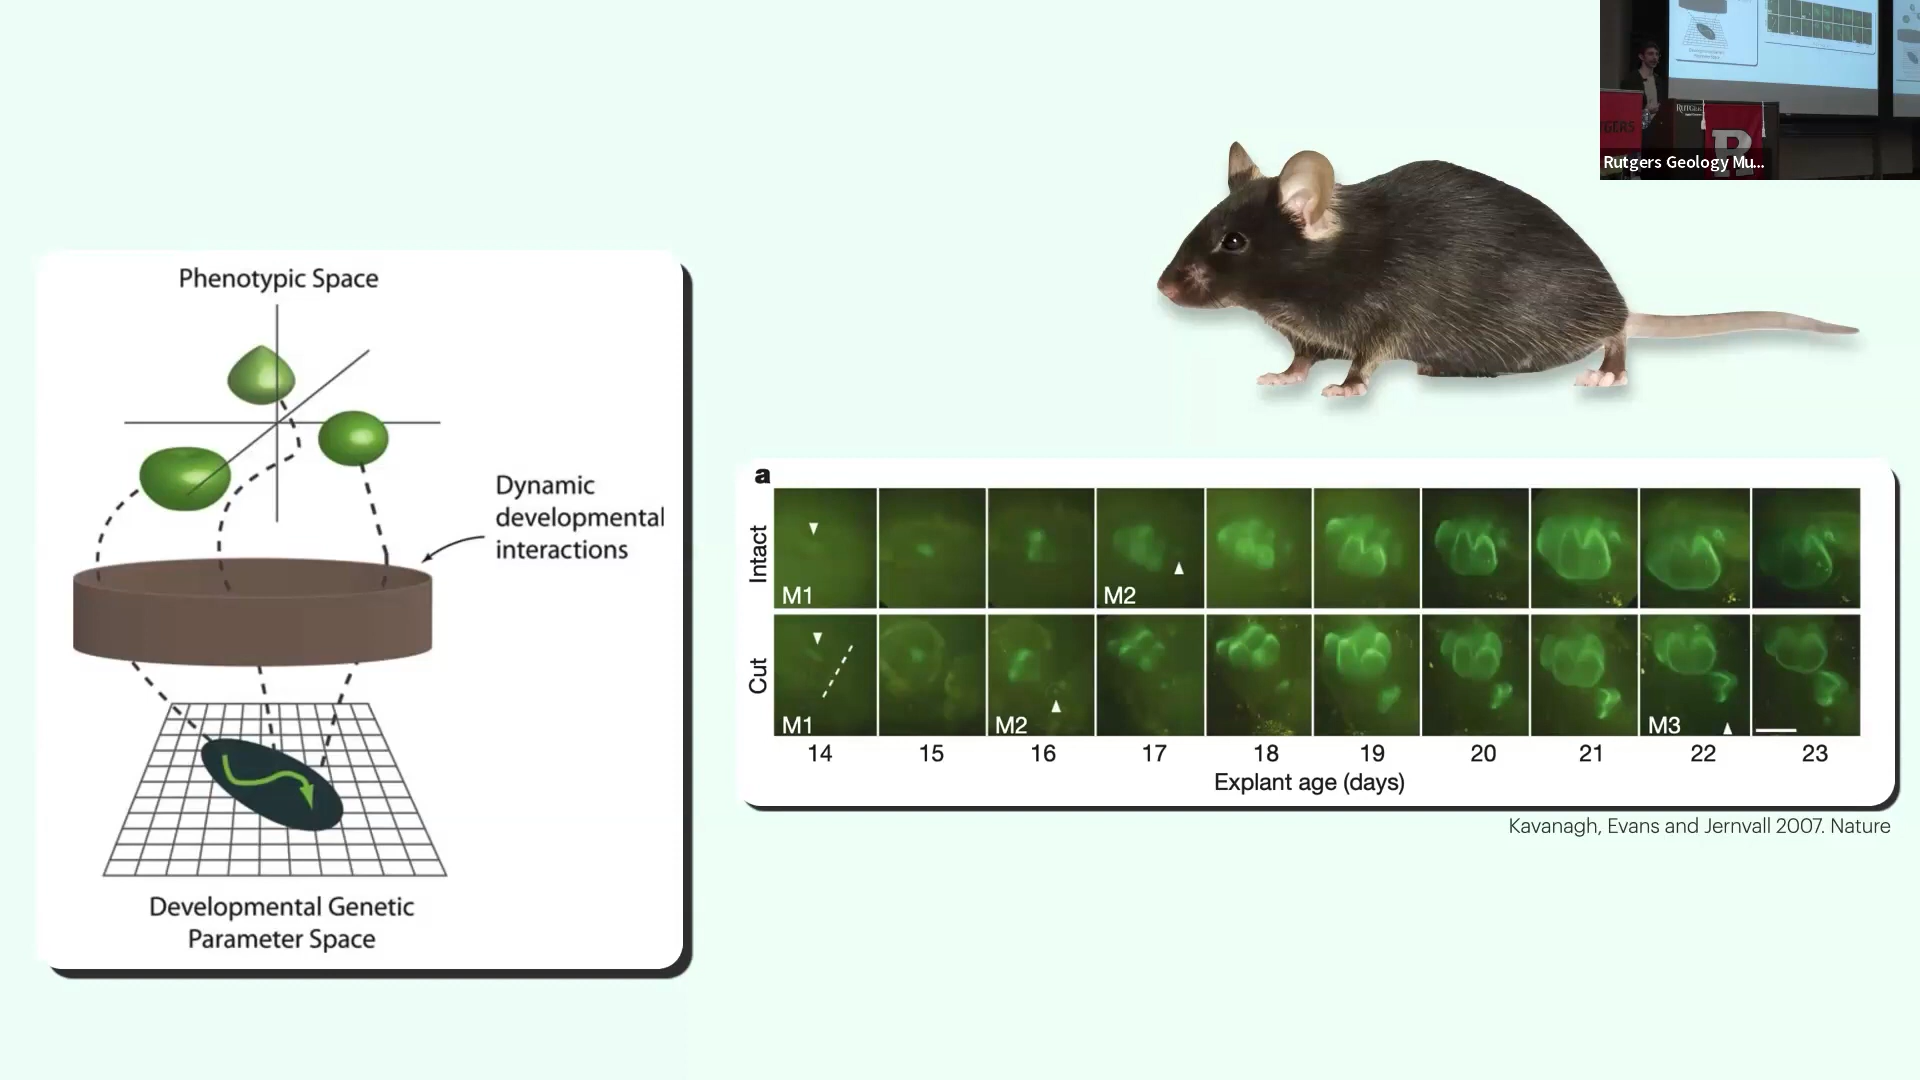 Phenotypic Space
Dynamic
developmental
interactions
Developmental Genetic
Parameter Space
a
Intact
M1
M2
Cut
M1
M2
M3
14 15 16 17 18 19 20 21 22 23
Explant age (days)
Kavanagh, Evans and Jernvall 2007. Nature
RUTGERS
R
Rutgers Geology Mu...